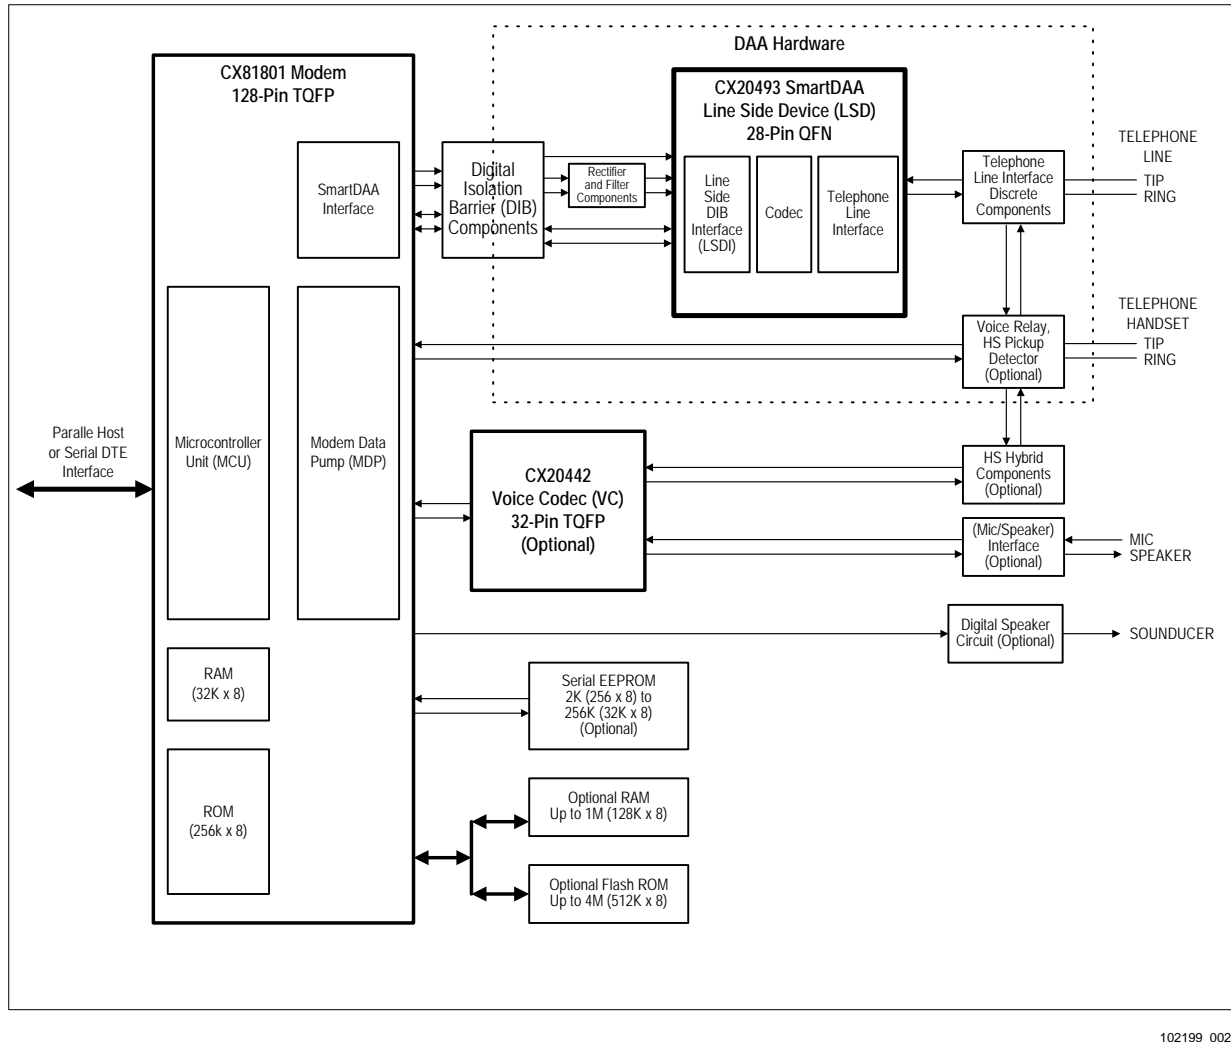 DAA Hardware
CX81801 Modem
128-Pin TQFP
SmartDAA
Interface
Digital
Isolation
Barrier (DIB)
Components
Rectifier
and Filter
Components
CX20493 SmartDAA
Line Side Device (LSD)
28-Pin QFN
Line
Side
DIB
Interface
(LSDI)
Codec
Telephone
Line
Interface
Telephone
Line Interface
Discrete
Components
TELEPHONE
LINE
TIP
RING
Voice Relay,
HS Pickup
Detector
(Optional)
TELEPHONE
HANDSET
TIP
RING
Paralle Host
or Serial DTE
Interface
Microcontroller
Unit (MCU)
Modem Data
Pump (MDP)
CX20442
Voice Codec (VC)
32-Pin TQFP
(Optional)
HS Hybrid
Components
(Optional)
(Mic/Speaker)
Interface
(Optional)
MIC
SPEAKER
Digital Speaker
Circuit (Optional)
SOUNDUCER
RAM
(32K x 8)
Serial EEPROM
2K (256 x 8) to
256K (32K x 8)
(Optional)
ROM
(256k x 8)
Optional RAM
Up to 1M (128K x 8)
Optional Flash ROM
Up to 4M (512K x 8)
102199_002